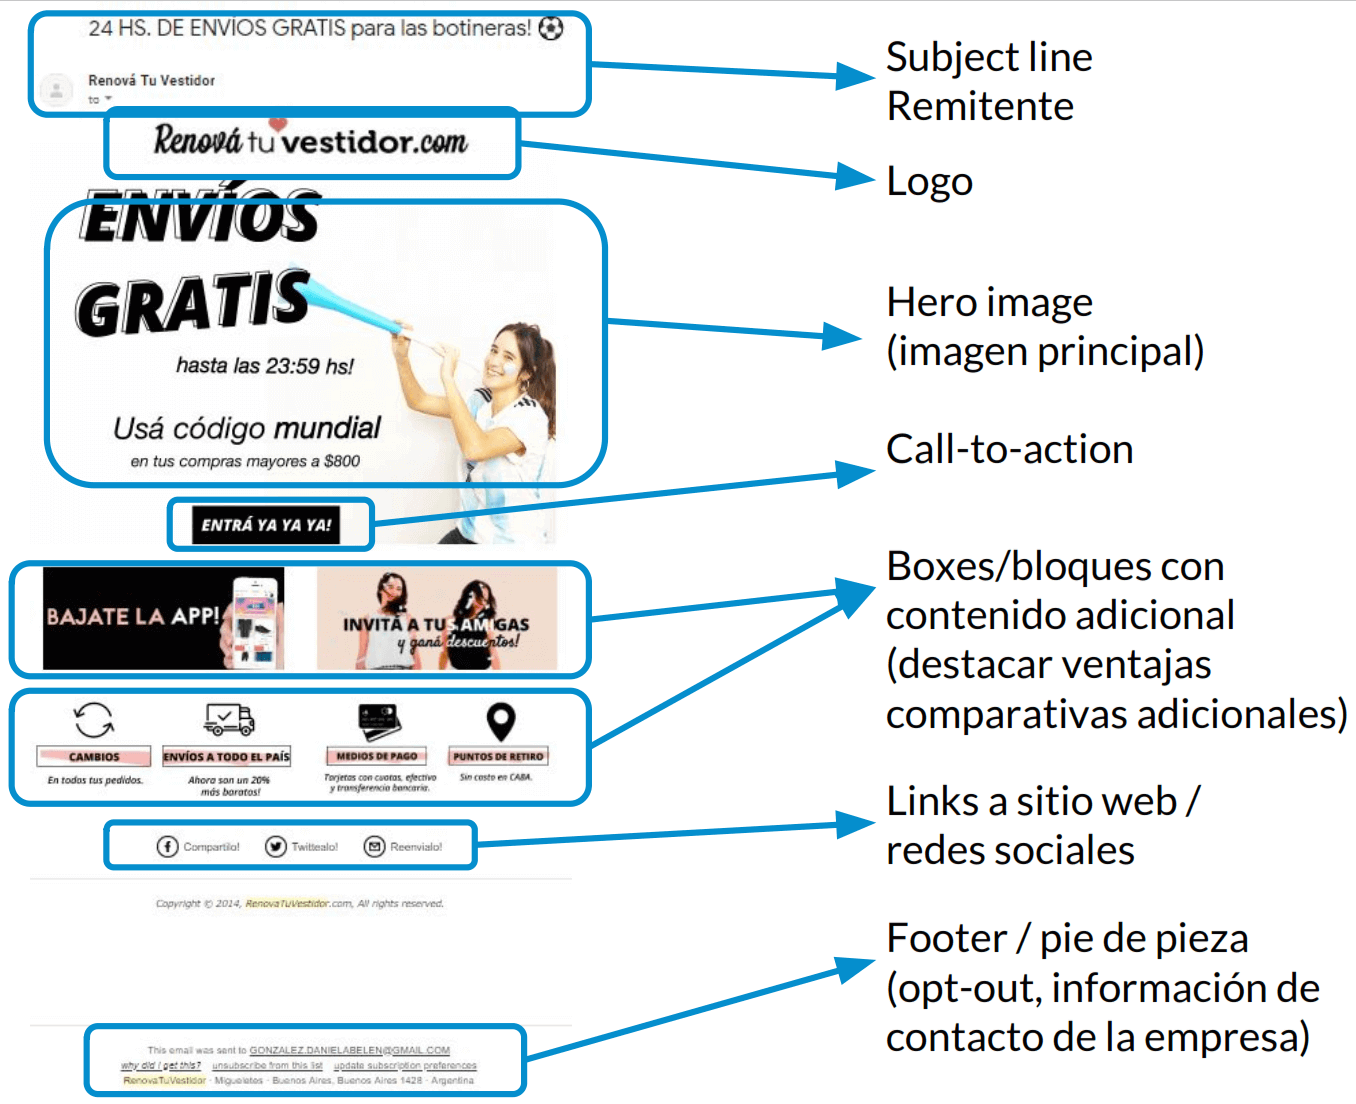 24 HS. DE ENVÍOS GRATIS para las botineras!
Renová Tu Vestidor
to
Renová tu vestidor.com
ENVÍOS
GRATIS
hasta las 23:59 hs!
Usá código mundial
en tus compras mayores a $800
ENTRÁ YA YA YA!
BAJATE LA APP!
INVITÁ A TUS AMIGAS
y ganá descuentos!
CAMBIOS
En todos tus pedidos.
ENVÍOS A TODO EL PAÍS
Ahora son un 20%
más baratos!
MEDIOS DE PAGO
Tarjetas con cuotas, efectivo
y transferencia bancaria.
PUNTOS DE RETIRO
Sin costo en CABA.
Compartilo!
Twittealo!
Reenvialo!
Copyright © 2014, RenovaTuVestidor.com, All rights reserved.
This email was sent to GONZALEZ.DANIELABELEN@GMAIL.COM
why did I get this? unsubscribe from this list update subscription preferences
RenovaTuVestidor · Migueletes · Buenos Aires, Buenos Aires 1428 · Argentina
Subject line
Remitente
Logo
Hero image
(imagen principal)
Call-to-action
Boxes/bloques con
contenido adicional
(destacar ventajas
comparativas adicionales)
Links a sitio web /
redes sociales
Footer / pie de pieza
(opt-out, información de
contacto de la empresa)